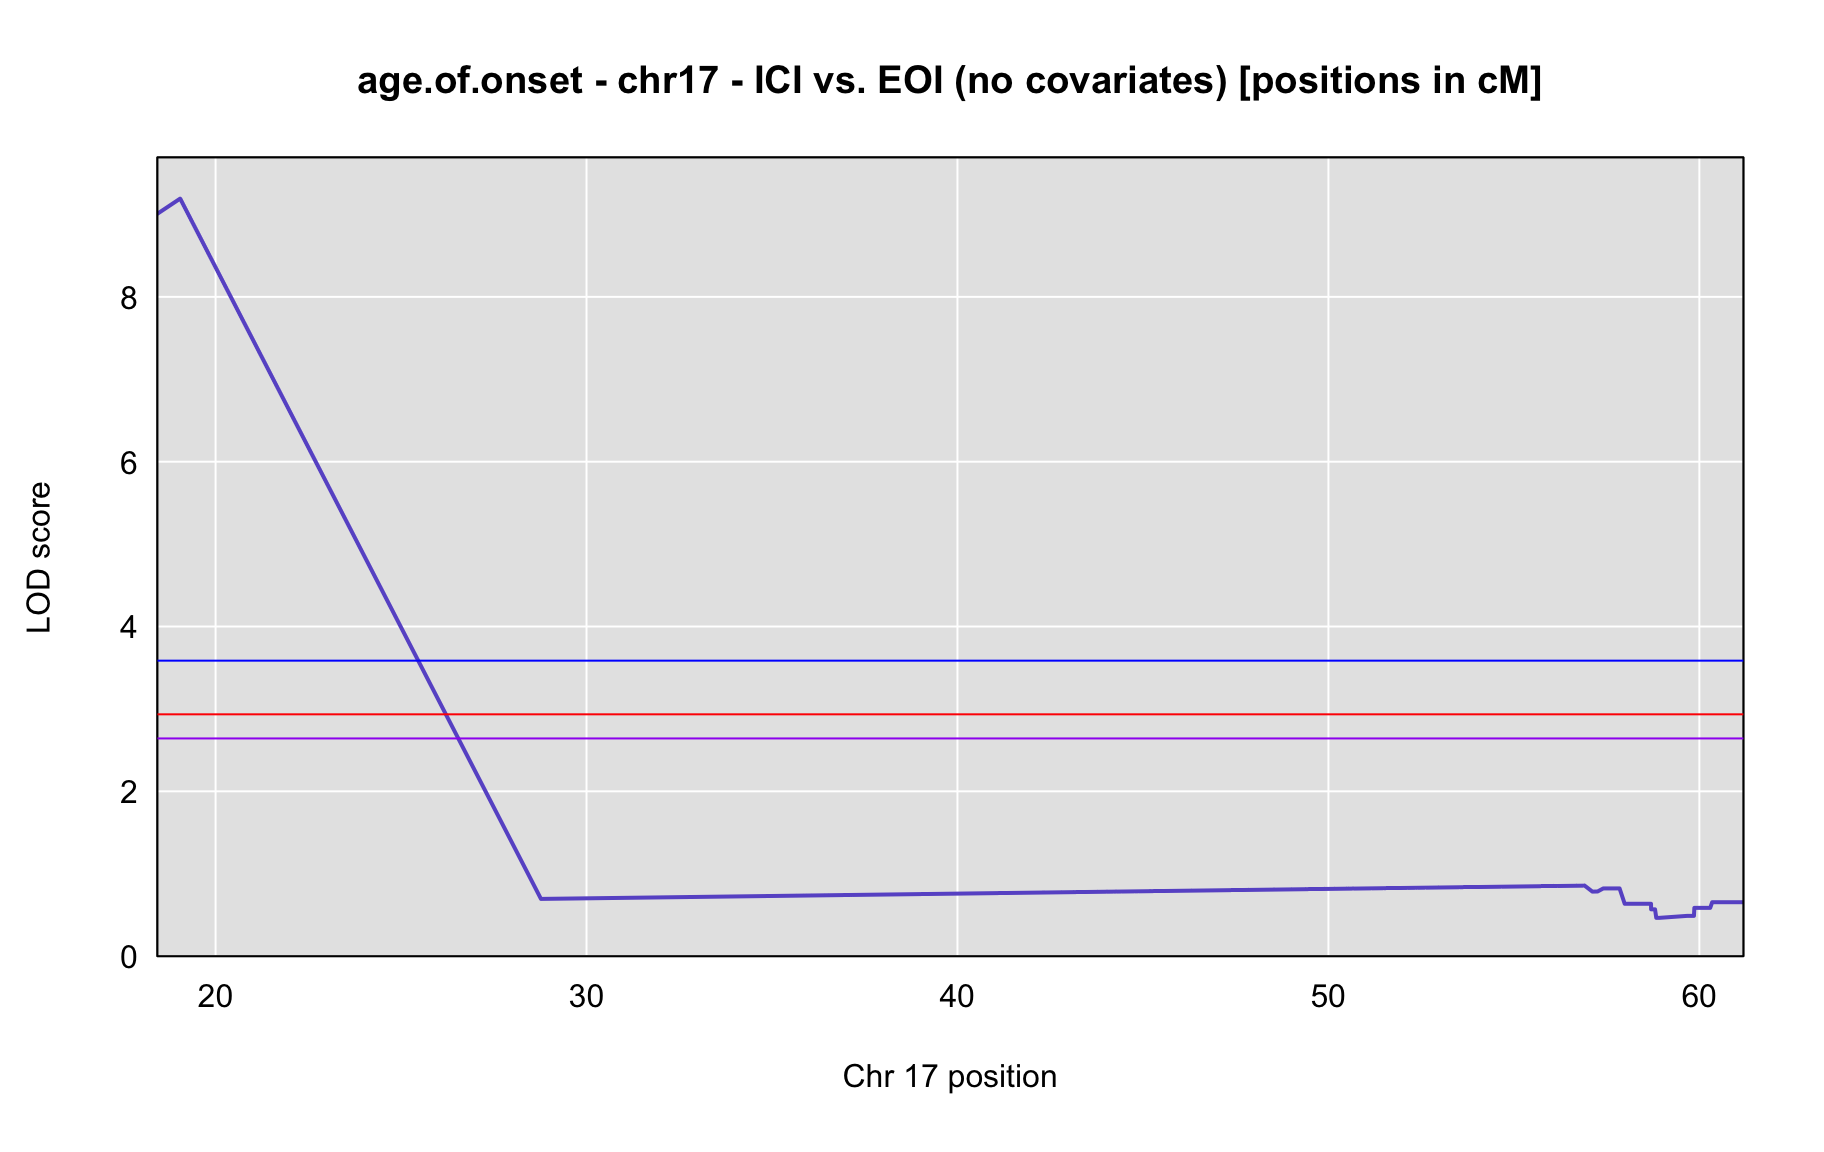 age.of.onset - chr17 - ICI vs. EOI (no covariates) [positions in cM]
LOD score
8
6
4
2
0
20 30 40 50 60
Chr 17 position